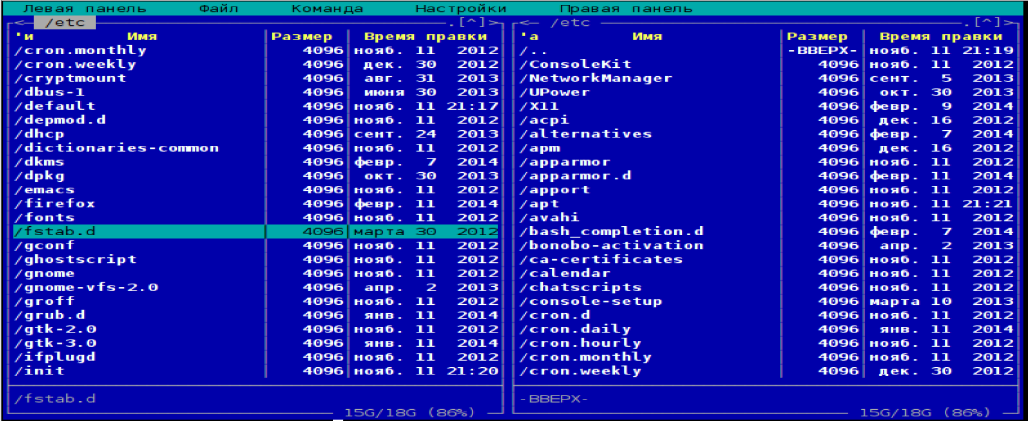 Левая панель Файл Команда Настройки Правая панель
<— /etc .[^]> <— /etc .[^]>
'и Имя Размер Время правки 'а Имя Размер Время правки
/cron.monthly 4096 нояб. 11 2012 /.. -ВВЕРХ- нояб. 11 21:19
/cron.weekly 4096 дек. 30 2012 /ConsoleKit 4096 нояб. 11 2012
/cryptmount 4096 авг. 31 2013 /NetworkManager 4096 сент. 5 2013
/dbus-1 4096 июня 30 2013 /UPower 4096 окт. 30 2013
/default 4096 нояб. 11 21:17 /X11 4096 февр. 9 2014
/depmod.d 4096 нояб. 11 2012 /acpi 4096 дек. 16 2012
/dhcp 4096 сент. 24 2013 /alternatives 4096 февр. 7 2014
/dictionaries-common 4096 нояб. 11 2012 /apm 4096 дек. 16 2012
/dkms 4096 февр. 7 2014 /apparmor 4096 нояб. 11 2012
/dpkg 4096 окт. 30 2013 /apparmor.d 4096 февр. 11 2014
/emacs 4096 нояб. 11 2012 /apport 4096 нояб. 11 2012
/firefox 4096 февр. 11 2014 /apt 4096 нояб. 11 21:21
/fonts 4096 нояб. 11 2012 /avahi 4096 нояб. 11 2012
/fstab.d 4096 марта 30 2012 /bash_completion.d 4096 февр. 7 2014
/gconf 4096 нояб. 11 2012 /bonobo-activation 4096 апр. 2 2013
/ghostscript 4096 нояб. 11 2012 /ca-certificates 4096 нояб. 11 2012
/gnome 4096 нояб. 11 2012 /calendar 4096 нояб. 11 2012
/gnome-vfs-2.0 4096 апр. 2 2013 /chatscripts 4096 нояб. 11 2012
/groff 4096 нояб. 11 2012 /console-setup 4096 марта 10 2013
/grub.d 4096 янв. 11 2014 /cron.d 4096 нояб. 11 2012
/gtk-2.0 4096 нояб. 11 2012 /cron.daily 4096 янв. 11 2014
/gtk-3.0 4096 янв. 11 2014 /cron.hourly 4096 нояб. 11 2012
/ifplugd 4096 нояб. 11 2012 /cron.monthly 4096 нояб. 11 2012
/init 4096 нояб. 11 21:20 /cron.weekly 4096 дек. 30 2012
/fstab.d -ВВЕРХ-
15G/18G (86%) 15G/18G (86%)